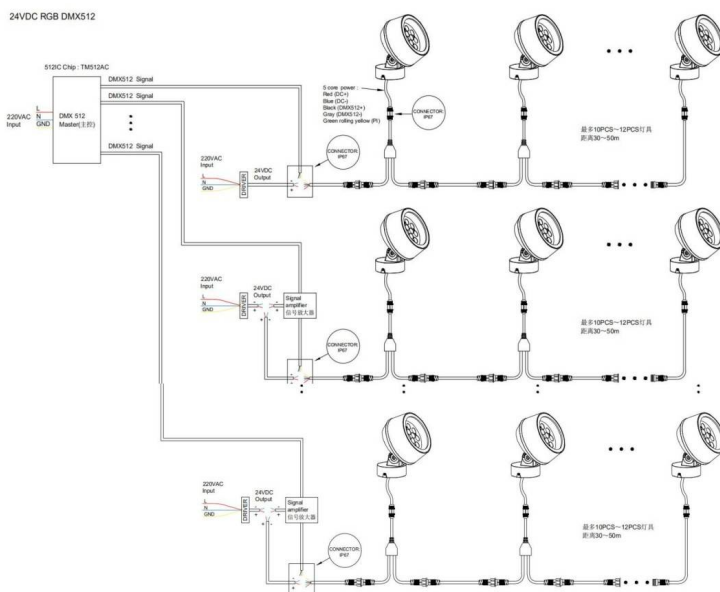 24VDC RGB DMX512
512IC Chip : TM512AC
DMX512 Signal
DMX512 Signal
DMX512 Signal
220VAC
Input
L
N
GND
DMX 512
Master(主控)
5 core power :
Red (DC+)
Blue (DC-)
Black (DMX512+)
Gray (DMX512-)
Green rolling yellow (PI)
CONNECTOR:
IP67
CONNECTOR:
IP67
最多10PCS～12PCS灯具
距离30～50m
220VAC
Input
L
N
GND
DRIVER
24VDC
Output
220VAC
Input
L
N
GND
DRIVER
24VDC
Output
Signal
amplifier
信号放大器
CONNECTOR:
IP67
最多10PCS～12PCS灯具
距离30～50m
220VAC
Input
L
N
GND
DRIVER
24VDC
Output
Signal
amplifier
信号放大器
CONNECTOR:
IP67
最多10PCS～12PCS灯具
距离30～50m